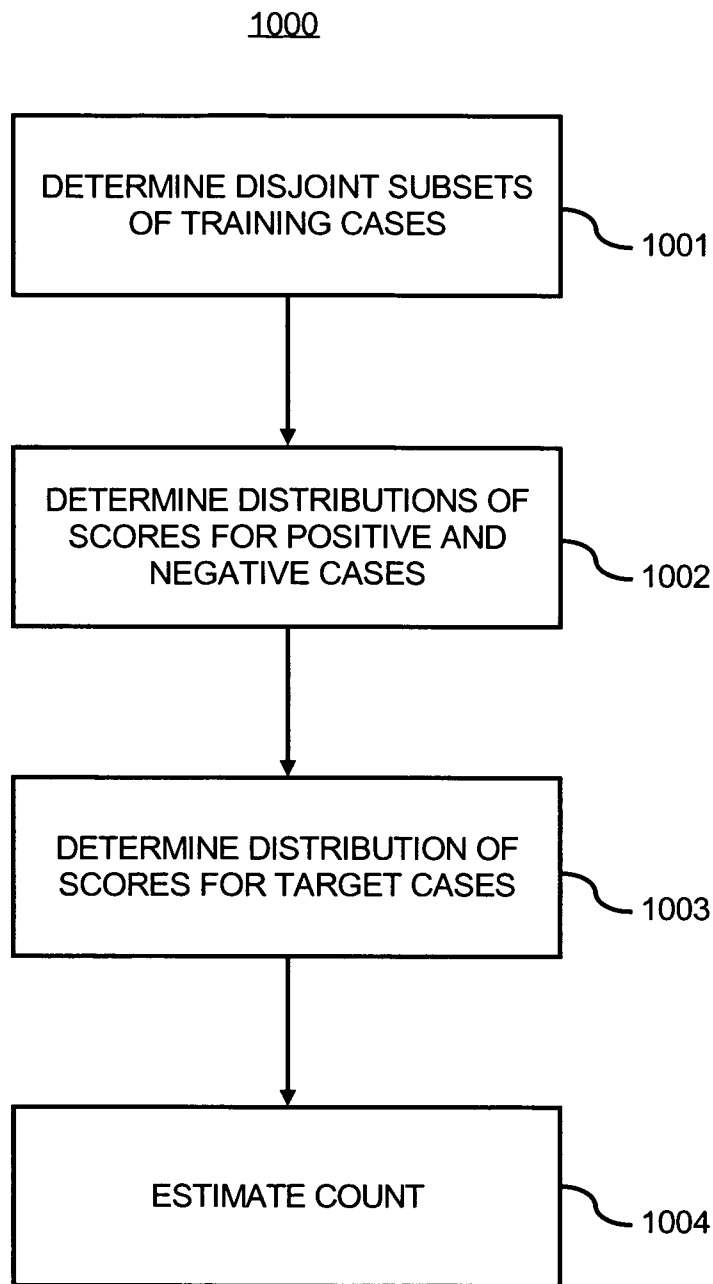 1000
DETERMINE DISJOINT SUBSETS
OF TRAINING CASES
1001
DETERMINE DISTRIBUTIONS OF
SCORES FOR POSITIVE AND
NEGATIVE CASES
1002
DETERMINE DISTRIBUTION OF
SCORES FOR TARGET CASES
1003
ESTIMATE COUNT
1004